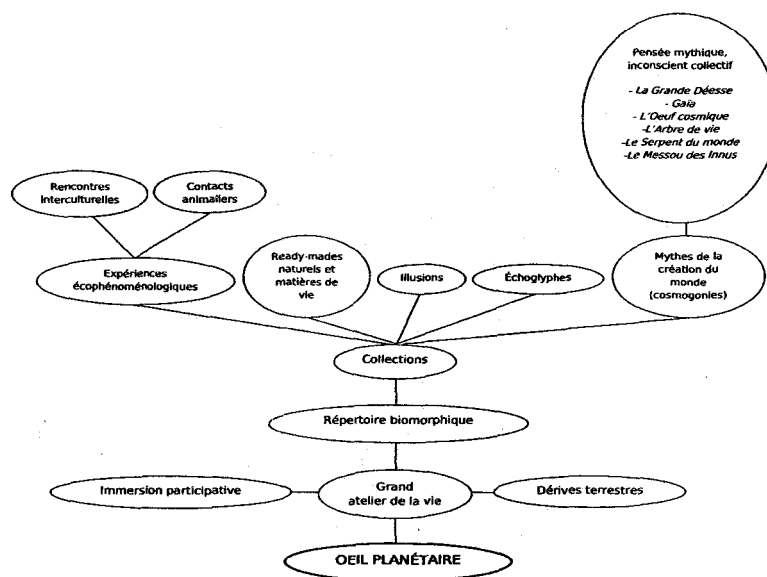 Pensée mythique,
inconscient collectif
- La Grande Déesse
- Gaïa
- L'Oeuf cosmique
-L'Arbre de vie
-Le Serpent du monde
-Le Messou des Innus
Rencontres
interculturelles
Contacts
animaliers
Expériences
écophénoménologiques
Ready-mades
naturels et
matières de
vie
Illusions
Échoglyphes
Mythes de la
création du
monde
(cosmogonies)
Collections
Répertoire biomorphique
Immersion participative
Grand
atelier de la vie
Dérives terrestres
OEIL PLANÉTAIRE